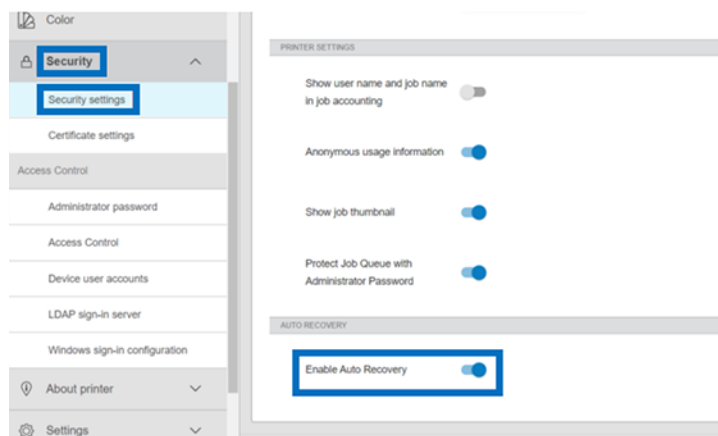 Color
Security
Security settings
Certificate settings
Access Control
Administrator password
Access Control
Device user accounts
LDAP sign-in server
Windows sign-in configuration
About printer
Settings
PRINTER SETTINGS
Show user name and job name
in job accounting
Anonymous usage information
Show job thumbnail
Protect Job Queue with
Administrator Password
AUTO RECOVERY
Enable Auto Recovery